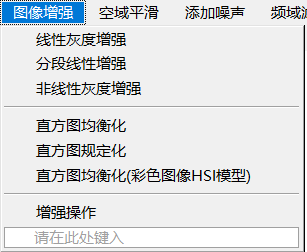 图像增强 空域平滑 添加噪声 频域
线性灰度增强
分段线性增强
非线性灰度增强
直方图均衡化
直方图规定化
直方图均衡化(彩色图像HSI模型)
增强操作
请在此处键入